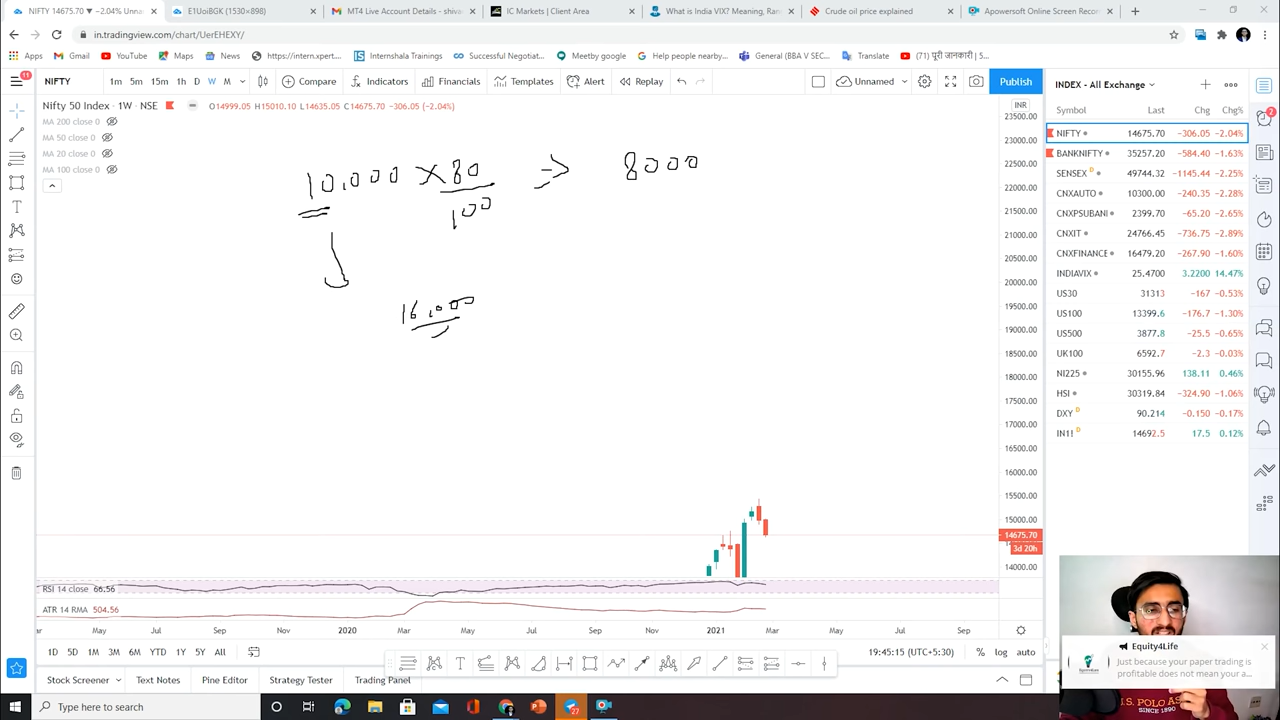 NIFTY 14675.70 ▼ −2.04% Unna
E1UoiBGK (1530×898)
MT4 Live Account Details - shiva
IC Markets | Client Area
What is India VIX? Meaning, Ran
Crude oil price explained
Apowersoft Online Screen Recor
in.tradingview.com/chart/UerEHEXY/
Apps
Gmail
YouTube
Maps
News
https://intern.xpert...
Internshala Trainings
Successful Negotiat...
Meetby google
Help people nearby...
General (BBA V SEC...
Translate
(71) पूरी जानकारी | S...
11
NIFTY
1m 5m 15m 1h D W M
Compare
Indicators
Financials
Templates
Alert
Replay
Unnamed
Publish
Nifty 50 Index · 1W · NSE O14999.05 H15010.10 L14635.05 C14675.70 −306.05 (−2.04%)
MA 200 close 0
MA 50 close 0
MA 20 close 0
MA 100 close 0
10,000 × 80 → 8000
100
16,000
INR
23500.00
23000.00
22500.00
22000.00
21500.00
21000.00
20500.00
20000.00
19500.00
19000.00
18500.00
18000.00
17500.00
17000.00
16500.00
16000.00
15500.00
15000.00
14675.70
3d 20h
14000.00
RSI 14 close 66.56
ATR 14 RMA 504.56
May Jul Sep Nov 2020 Mar May Jul Sep Nov 2021 Mar May Jul Sep
1D 5D 1M 3M 6M YTD 1Y 5Y All
19:45:15 (UTC+5:30) % log auto
Stock Screener
Text Notes
Pine Editor
Strategy Tester
Trading Panel
INDEX - All Exchange
Symbol Last Chg Chg%
NIFTY 14675.70 −306.05 −2.04%
BANKNIFTY 35257.20 −584.40 −1.63%
SENSEX D 49744.32 −1145.44 −2.25%
CNXAUTO 10300.00 −240.35 −2.28%
CNXPSUBANI 2399.70 −65.20 −2.65%
CNXIT 24766.45 −736.75 −2.89%
CNXFINANCE 16479.20 −267.90 −1.60%
INDIAVIX 25.4700 3.2200 14.47%
US30 31313 −167 −0.53%
US100 13399.6 −176.7 −1.30%
US500 3877.8 −25.5 −0.65%
UK100 6592.7 −2.3 −0.03%
NI225 30155.96 138.11 0.46%
HSI 30319.84 −324.90 −1.06%
DXY D 90.214 −0.150 −0.17%
IN1! D 14692.5 17.5 0.12%
2
Equity4Life
Just because your paper trading is
profitable does not mean your a...
U.S. POLO AS
SINCE 1890
Type here to search
27